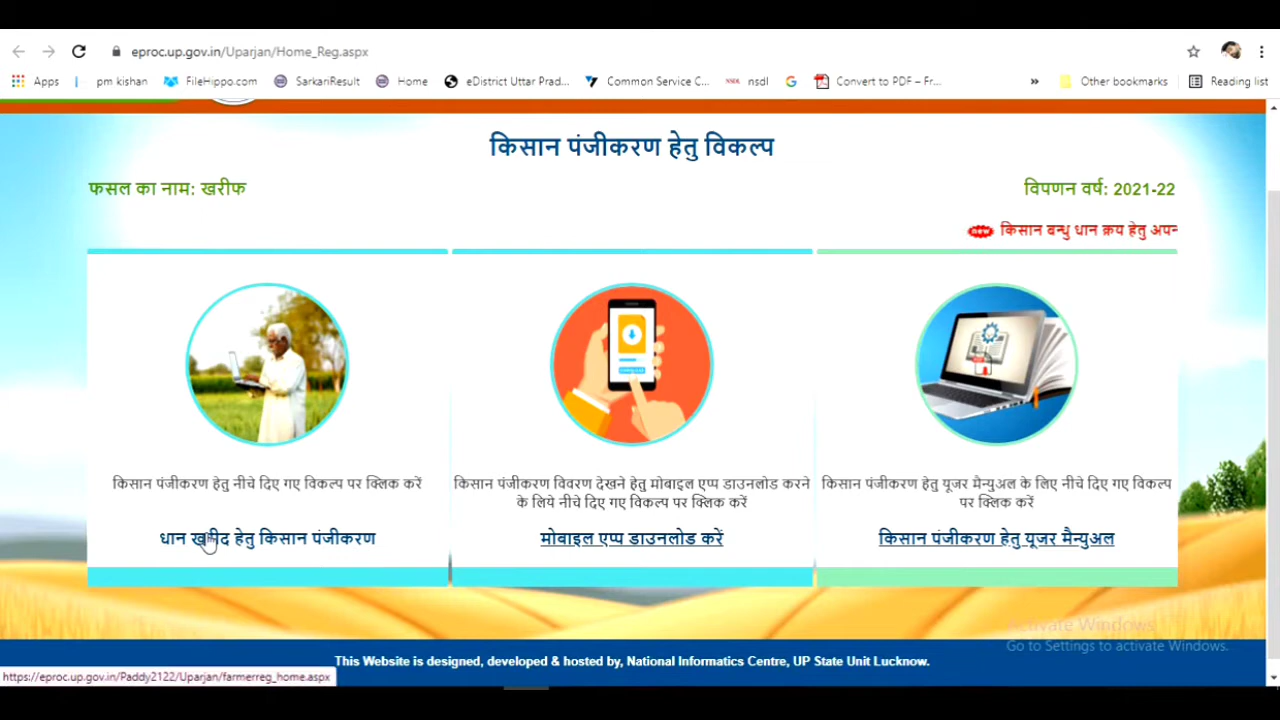 eproc.up.gov.in/Uparjan/Home_Reg.aspx
Apps pm kishan FileHippo.com SarkariResult Home eDistrict Uttar Prad... Common Service C... NSDL nsdl Convert to PDF – Fr... » Other bookmarks Reading list
किसान पंजीकरण हेतु विकल्प
फसल का नाम: खरीफ विपणन वर्ष: 2021-22
new किसान बन्धु धान क्रय हेतु अपन
किसान पंजीकरण हेतु नीचे दिए गए विकल्प पर क्लिक करें
धान खरीद हेतु किसान पंजीकरण
किसान पंजीकरण विवरण देखने हेतु मोबाइल एप्प डाउनलोड करने
के लिये नीचे दिए गए विकल्प पर क्लिक करें
मोबाइल एप्प डाउनलोड करें
किसान पंजीकरण हेतु यूजर मैन्युअल के लिए नीचे दिए गए विकल्प
पर क्लिक करें
किसान पंजीकरण हेतु यूजर मैन्युअल
Activate Windows
Go to Settings to activate Windows.
This Website is designed, developed & hosted by, National Informatics Centre, UP State Unit Lucknow.
https://eproc.up.gov.in/Paddy2122/Uparjan/farmerreg_home.aspx